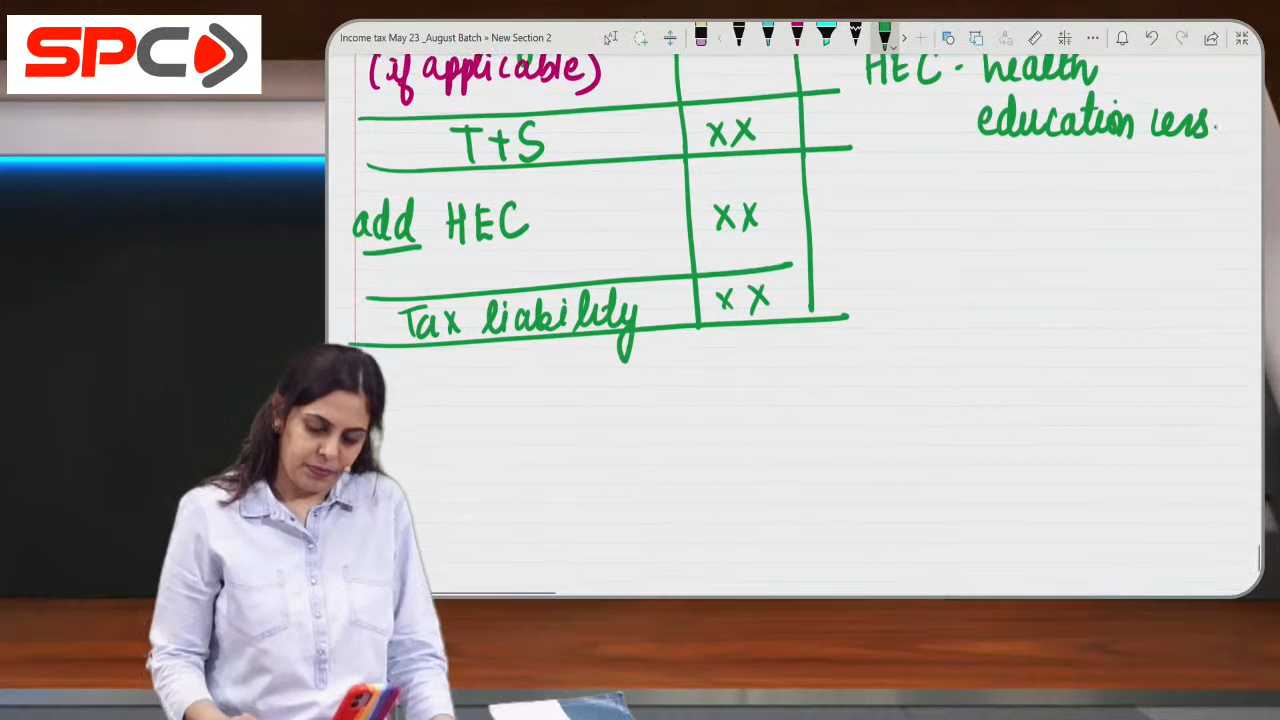 SPC
Income tax May 23 _August Batch » New Section 2
(if applicable)
HEC - health
education cess.
T+S XX
add HEC XX
Tax liability XX